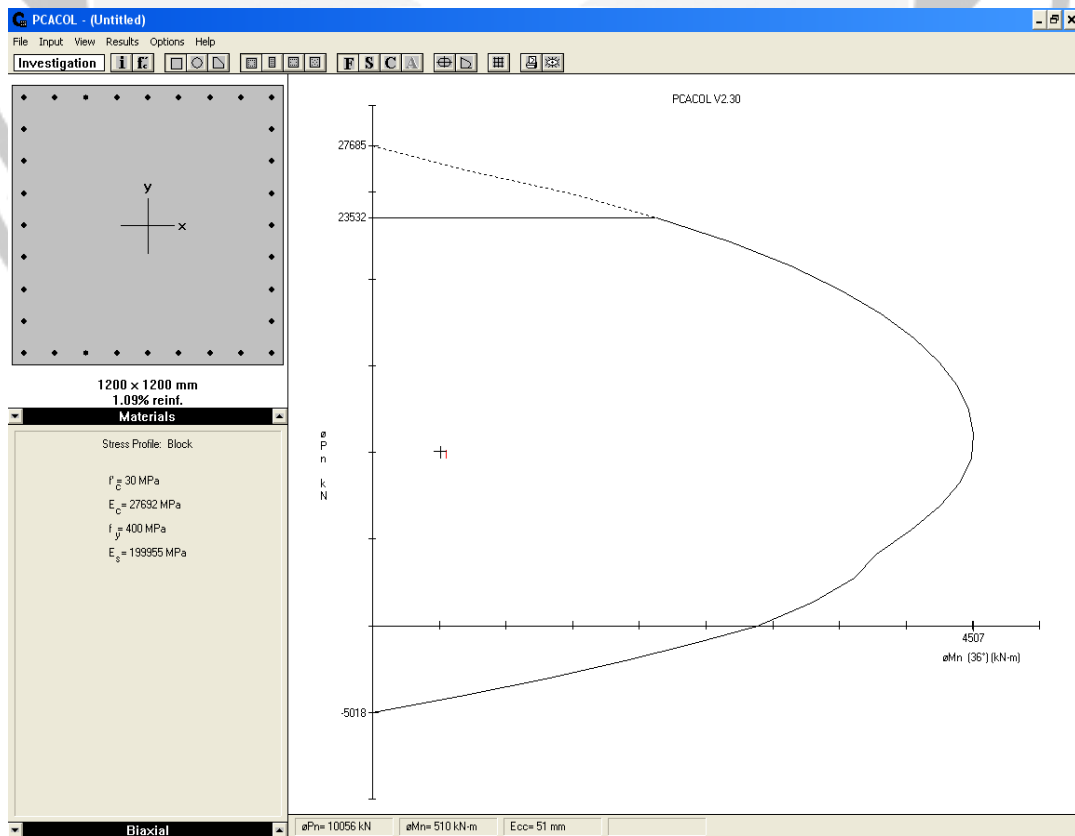 PCACOL - (Untitled)
File Input View Results Options Help
Investigation i f'c F S C A
PCACOL V2.30
27685
23532
y
x
1200 x 1200 mm
1.09% reinf.
Materials
Stress Profile: Block
f'c = 30 MPa
Ec = 27692 MPa
fy = 400 MPa
Es = 199955 MPa
ø
P
n
k
N
1
4507
øMn (36°) (kN-m)
-5018
Biaxial
øPn= 10056 kN øMn= 510 kN-m Ecc= 51 mm